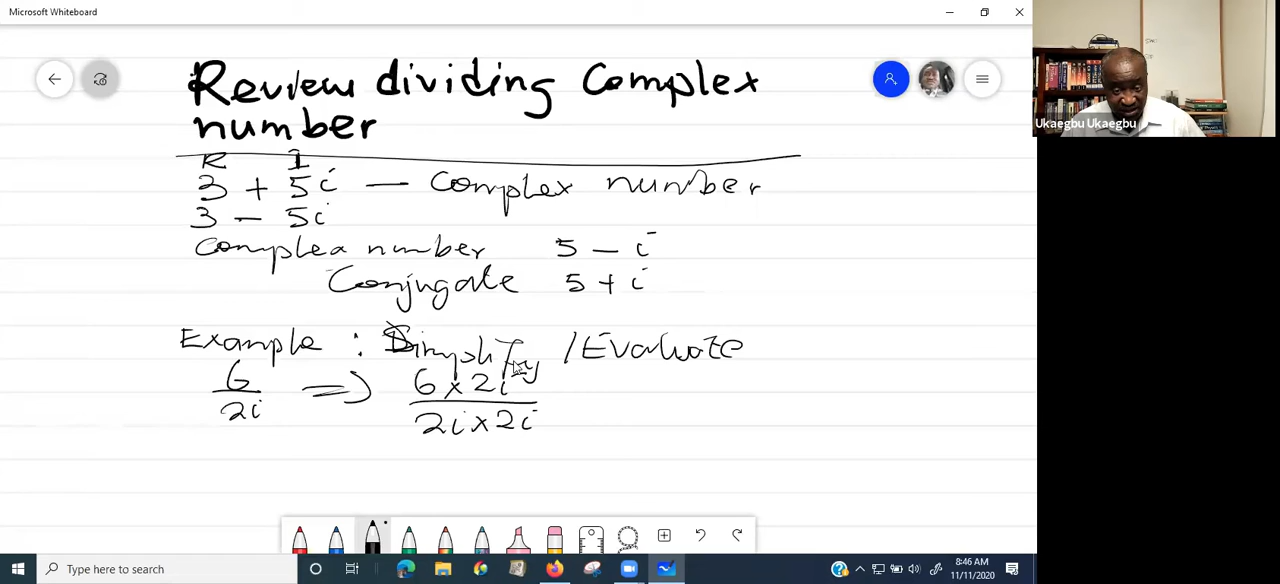 Microsoft Whiteboard
Review dividing Complex
number
R I
3 + 5i — Complex number
3 - 5i
Complex number 5 - i
Conjugate 5 + i
Example : Simplify / Evaluate
6 6 x 2i
2i => 2i x 2i
Ukaegbu Ukaegbu
Type here to search
8:46 AM
11/11/2020